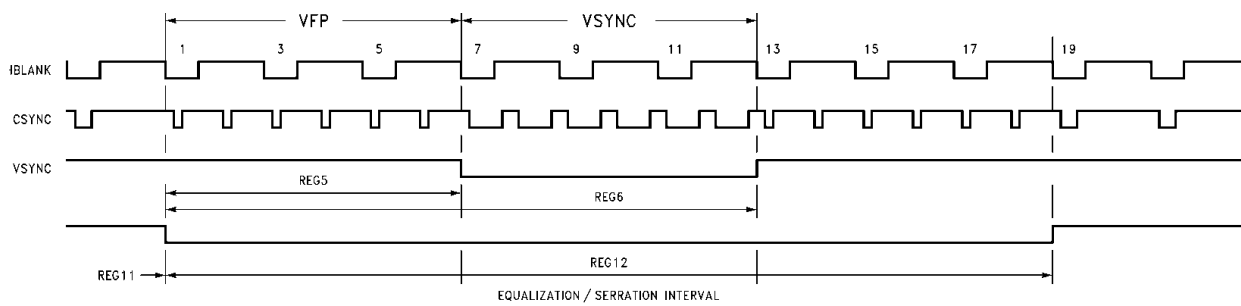 VFP VSYNC
1 3 5 7 9 11 13 15 17 19
HBLANK
CSYNC
VSYNC
REG5
REG6
REG11 REG12
EQUALIZATION / SERRATION INTERVAL